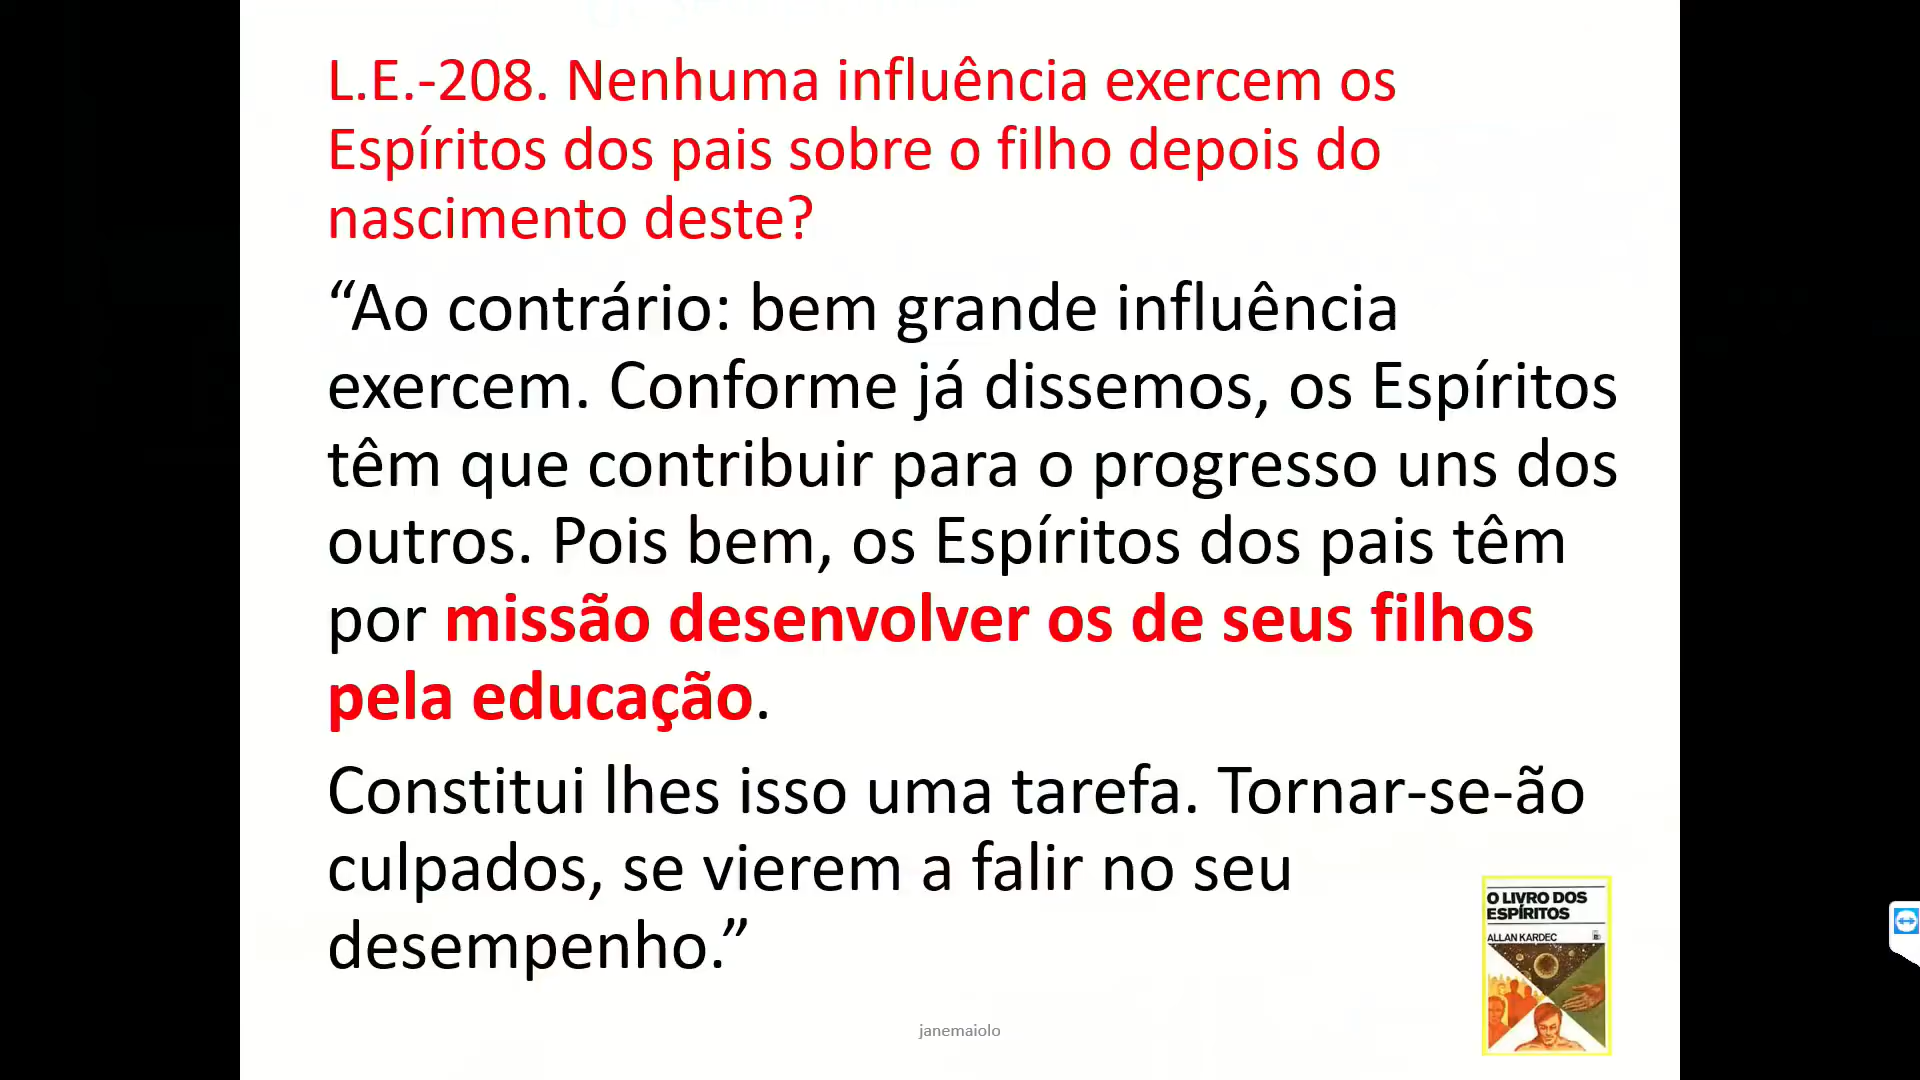 L.E.-208. Nenhuma influência exercem os
Espíritos dos pais sobre o filho depois do
nascimento deste?
“Ao contrário: bem grande influência
exercem. Conforme já dissemos, os Espíritos
têm que contribuir para o progresso uns dos
outros. Pois bem, os Espíritos dos pais têm
por missão desenvolver os de seus filhos
pela educação.
Constitui lhes isso uma tarefa. Tornar-se-ão
culpados, se vierem a falir no seu
desempenho.”
O LIVRO DOS
ESPÍRITOS
ALLAN KARDEC
janemaiolo